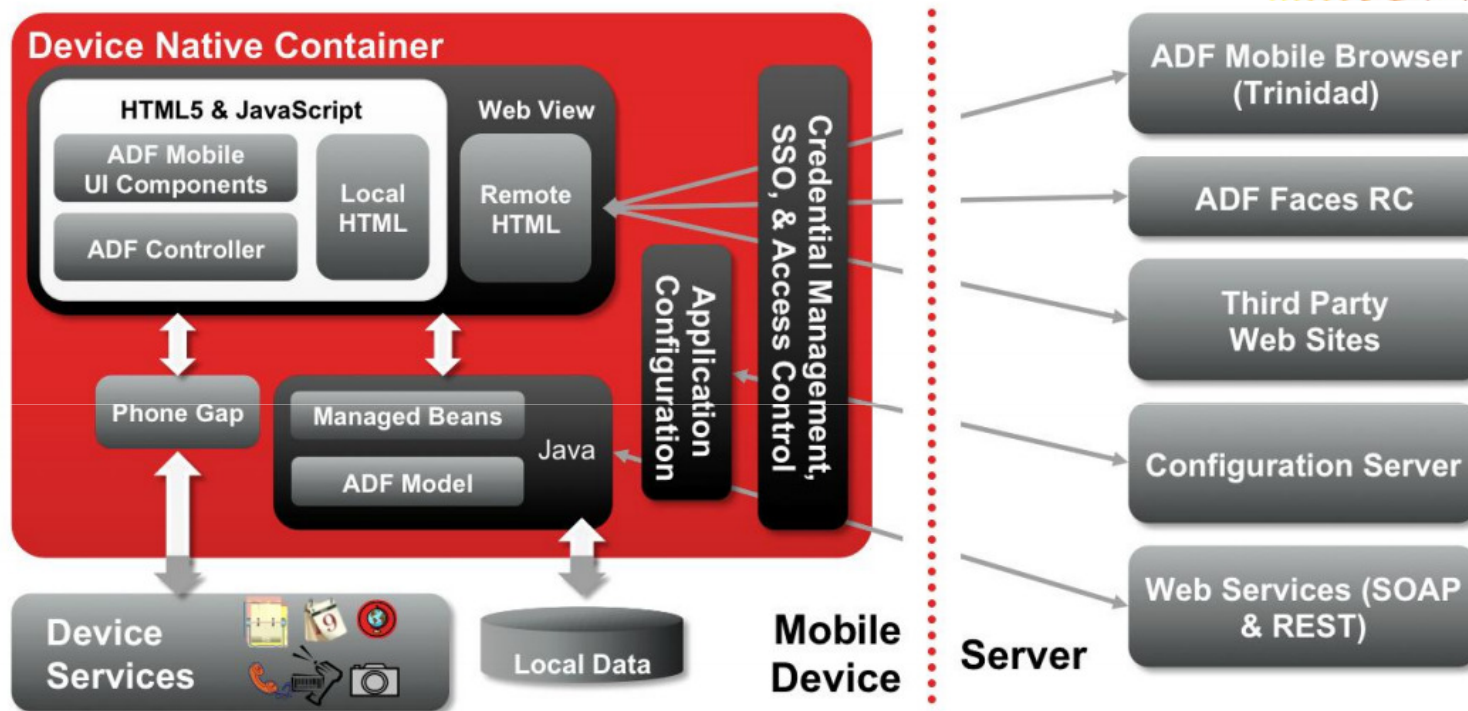 Device Native Container
HTML5 & JavaScript
ADF Mobile
UI Components
ADF Controller
Local
HTML
Web View
Remote
HTML
Phone Gap
Managed Beans
ADF Model
Java
Application
Configuration
Credential Management,
SSO, & Access Control
Device
Services
9
Local Data
Mobile
Device
Server
ADF Mobile Browser
(Trinidad)
ADF Faces RC
Third Party
Web Sites
Configuration Server
Web Services (SOAP
& REST)